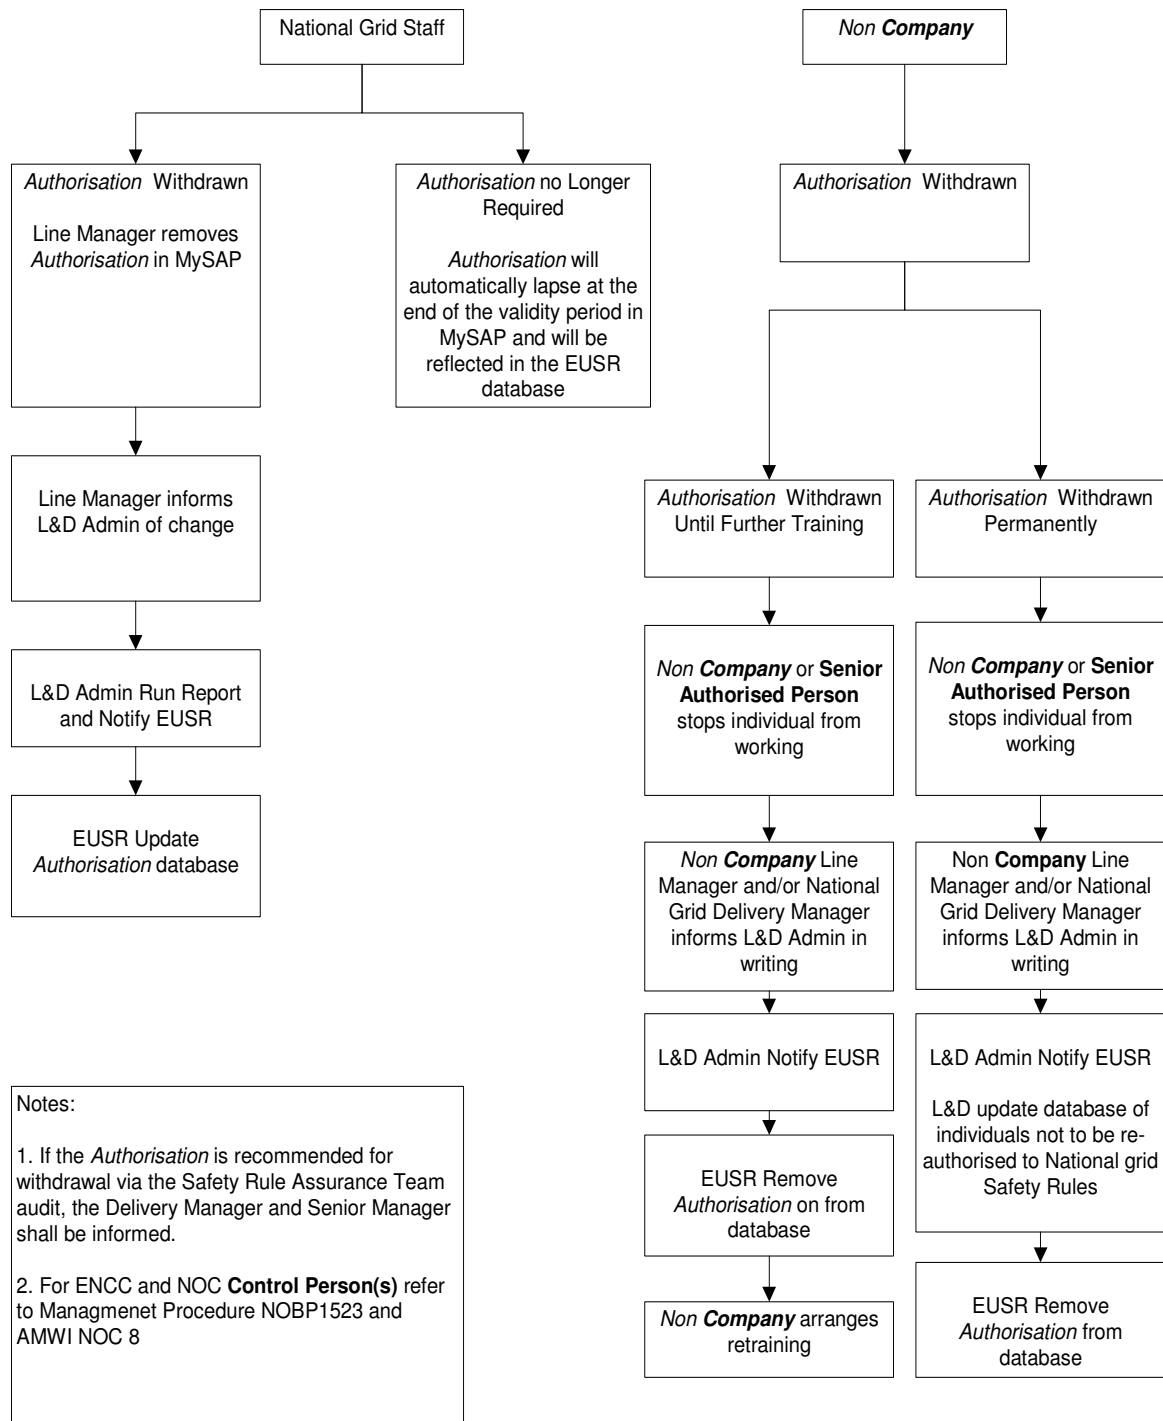 National Grid Staff
Non Company
Authorisation Withdrawn
Line Manager removes
Authorisation in MySAP
Authorisation no Longer
Required
Authorisation will
automatically lapse at the
end of the validity period in
MySAP and will be
reflected in the EUSR
database
Authorisation Withdrawn
Line Manager informs
L&D Admin of change
L&D Admin Run Report
and Notify EUSR
EUSR Update
Authorisation database
Authorisation Withdrawn
Until Further Training
Non Company or Senior
Authorised Person
stops individual from
working
Non Company Line
Manager and/or National
Grid Delivery Manager
informs L&D Admin in
writing
L&D Admin Notify EUSR
EUSR Remove
Authorisation on from
database
Non Company arranges
retraining
Authorisation Withdrawn
Permanently
Non Company or Senior
Authorised Person
stops individual from
working
Non Company Line
Manager and/or National
Grid Delivery Manager
informs L&D Admin in
writing
L&D Admin Notify EUSR
L&D update database of
individuals not to be re-
authorised to National grid
Safety Rules
EUSR Remove
Authorisation from
database
Notes:
1. If the Authorisation is recommended for
withdrawal via the Safety Rule Assurance Team
audit, the Delivery Manager and Senior Manager
shall be informed.
2. For ENCC and NOC Control Person(s) refer
to Managmenet Procedure NOBP1523 and
AMWI NOC 8